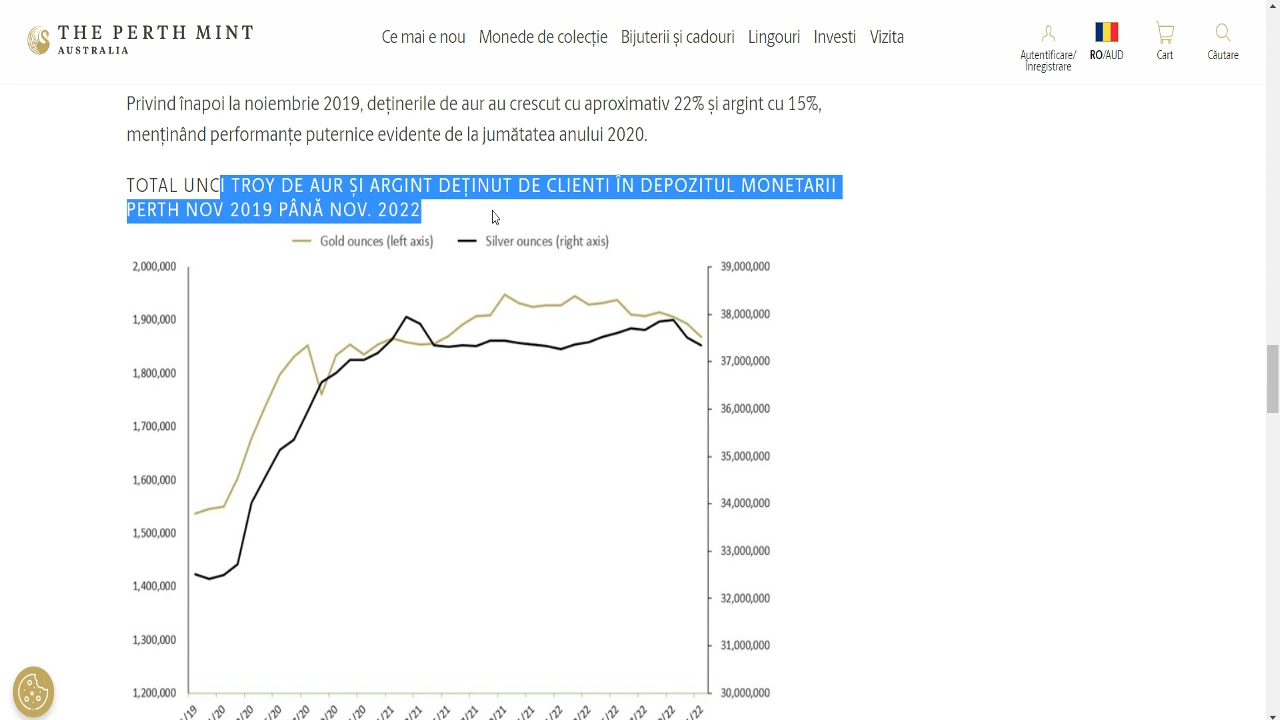 THE PERTH MINT
AUSTRALIA
Ce mai e nou Monede de colecție Bijuterii și cadouri Lingouri Investi Vizita
Autentificare/
Înregistrare
RO/AUD
Cart
Căutare
Privind înapoi la noiembrie 2019, deținerile de aur au crescut cu aproximativ 22% și argint cu 15%,
menținând performanțe puternice evidente de la jumătatea anului 2020.
TOTAL UNCI TROY DE AUR ȘI ARGINT DEȚINUT DE CLIENTI ÎN DEPOZITUL MONETARII
PERTH NOV 2019 PÂNĂ NOV. 2022
Gold ounces (left axis) Silver ounces (right axis)
2,000,000 39,000,000
1,900,000 38,000,000
1,800,000 37,000,000
1,700,000 36,000,000
1,600,000 35,000,000
1,500,000 34,000,000
1,400,000 33,000,000
1,300,000 32,000,000
1,200,000 31,000,000
30,000,000